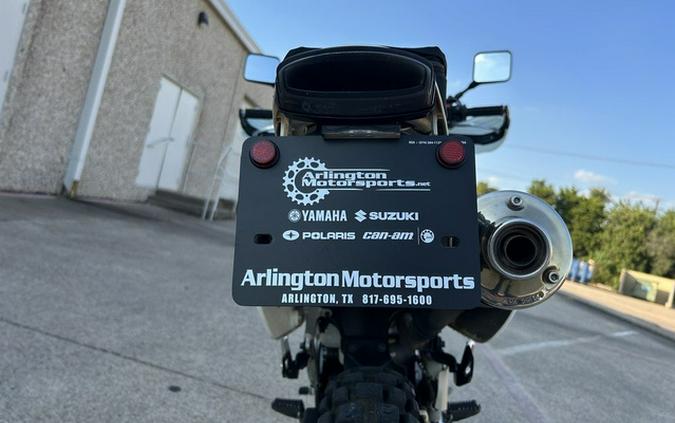 Arlington
Motorsports.net
YAMAHA SUZUKI
POLARIS can-am
Arlington Motorsports
ARLINGTON, TX 817-695-1600